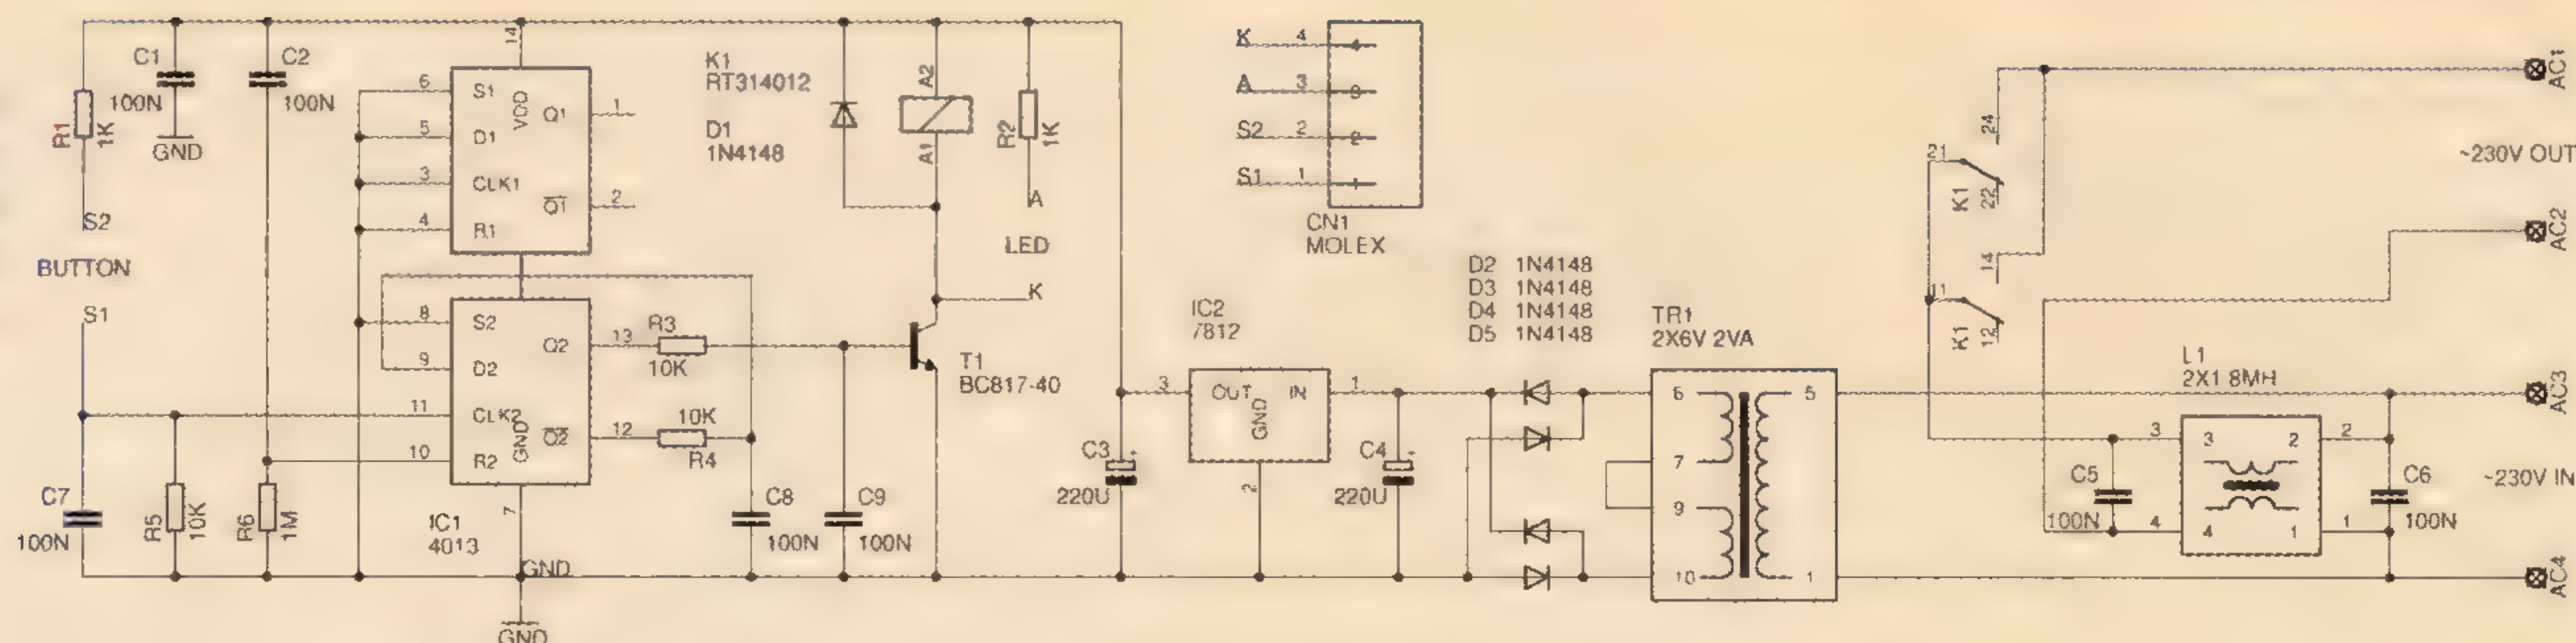 C1
100N
GND
R1
1K
S2
BUTTON
S1
C7
100N
R5
10K
C2
100N
R6
1M
14
6
5
3
4
S1
D1
CLK1
R1
VDD
Q1
Q1
1
2
8
9
11
10
S2
D2
CLK2
R2
GND
Q2
Q2
13
12
7
IC1
4013
GND
GND
R3
10K
10K
R4
C8
100N
C9
100N
K1
RT314012
D1
1N4148
A2
A1
R2
1K
A
LED
K
T1
BC817-40
K 4 4
A 3 3
S2 2 2
S1 1 1
CN1
MOLEX
C3
220U
IC2
7812
3
OUT
GND
IN
1
2
C4
220U
D2 1N4148
D3 1N4148
D4 1N4148
D5 1N4148
TR1
2X6V 2VA
6
7
9
10
5
1
21
24
22
K1
11
14
12
K1
C5
100N
L1
2X1.8MH
3
4
3
4
2
1
2
1
C6
100N
AC1
~230V OUT
AC2
AC3
~230V IN
AC4